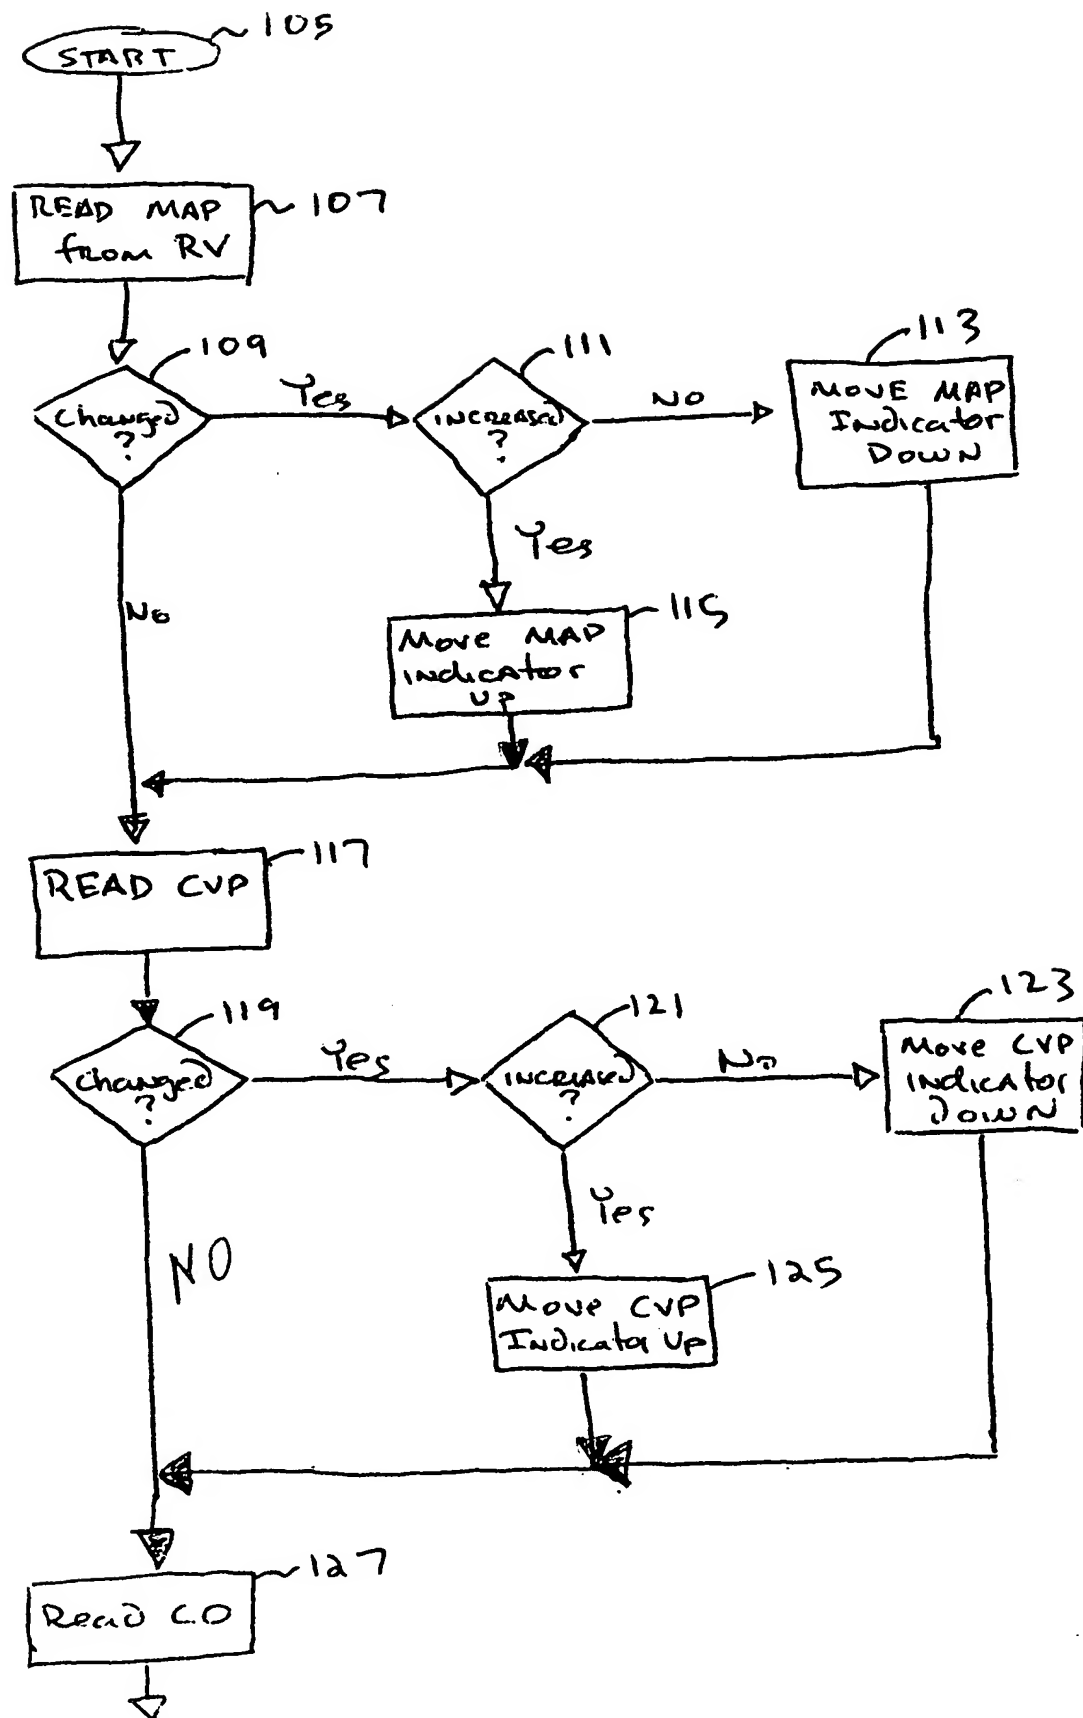 START
105
READ MAP
from RV
107
Changed
?
109
Yes
INCREASED
?
111
NO
MOVE MAP
Indicator
DOWN
113
Yes
No
Move MAP
indicator
UP
115
READ CVP
117
Changed
?
119
Yes
INCREASED
?
121
No
Move CVP
indicator
DOWN
123
Yes
NO
Move CVP
Indicator Up
125
Read C.O
127